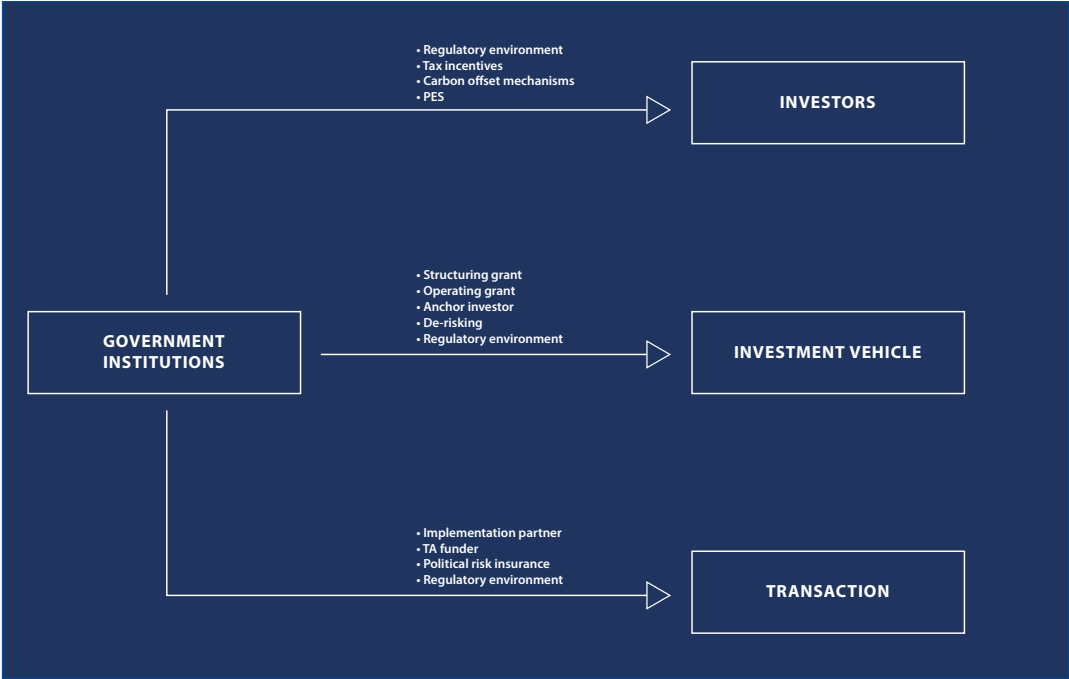 • Regulatory environment
• Tax incentives
• Carbon offset mechanisms
• PES
INVESTORS
• Structuring grant
• Operating grant
• Anchor investor
• De-risking
• Regulatory environment
GOVERNMENT
INSTITUTIONS
INVESTMENT VEHICLE
• Implementation partner
• TA funder
• Political risk insurance
• Regulatory environment
TRANSACTION